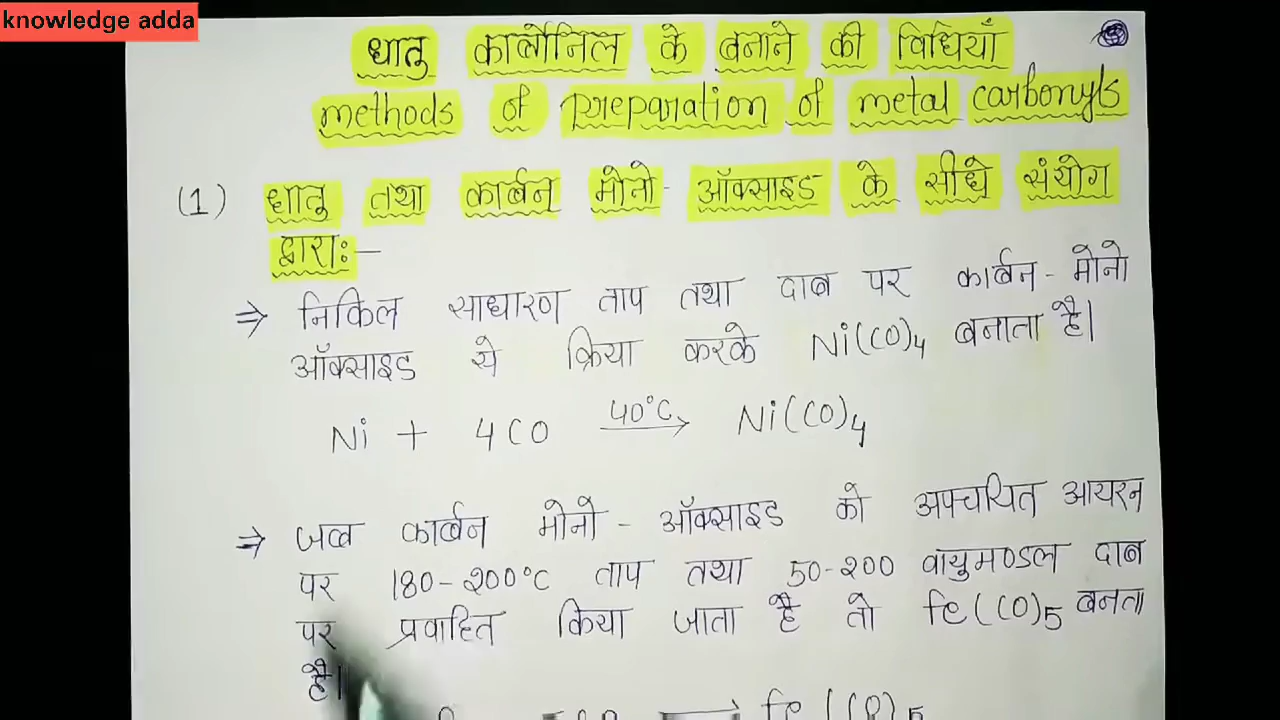 knowledge adda
धातु कार्लोनिल के बनाने की विधियाँ
methods of Preparation of metal carbonyls
(1) धातु तथा कार्बन मोनो-ऑक्साइड के सीधे संयोग
द्वारा:—
⇒ निकिल साधारण ताप तथा दाब पर कार्बन-मोनो
ऑक्साइड से क्रिया करके Ni(CO)₄ बनाता है।
Ni + 4CO ⟶ 40°C Ni(CO)₄
⇒ जब कार्बन मोनो-ऑक्साइड को अपचयित आयरन
पर 180-200°C ताप तथा 50-200 वायुमण्डल दाब
पर प्रवाहित किया जाता है तो Fe(CO)₅ बनता
है।